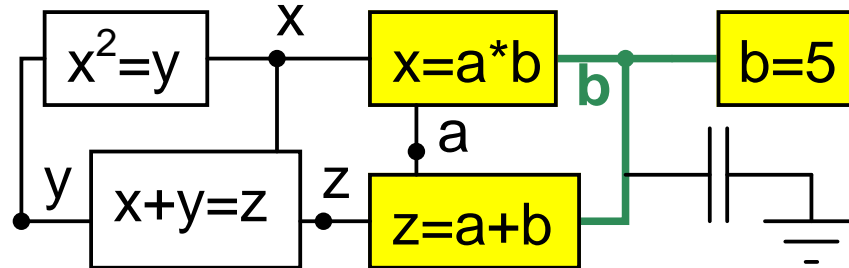 x
x²=y
x=a*b
b
b=5
a
y
x+y=z
z
z=a+b